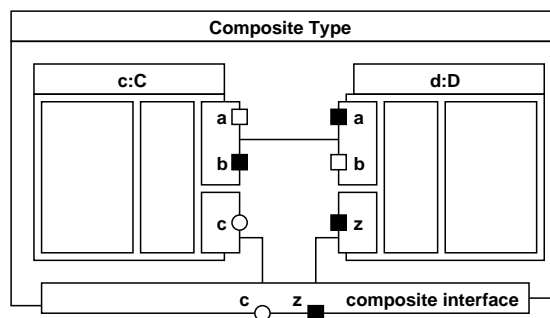 Composite Type
c:C d:D
a a
b b
c z
c z composite interface